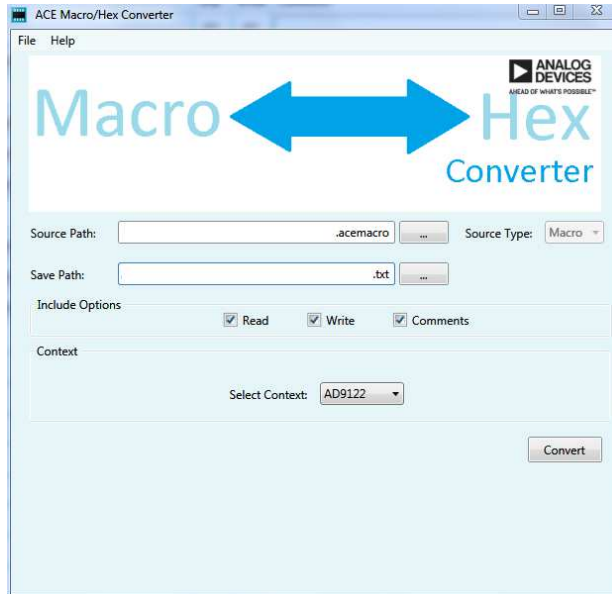 ACE Macro/Hex Converter
File Help
ANALOG
DEVICES
AHEAD OF WHAT'S POSSIBLE™
Macro Hex
Converter
Source Path: .acemacro ... Source Type: Macro
Save Path: .txt ...
Include Options
Read Write Comments
Context
Select Context: AD9122
Convert